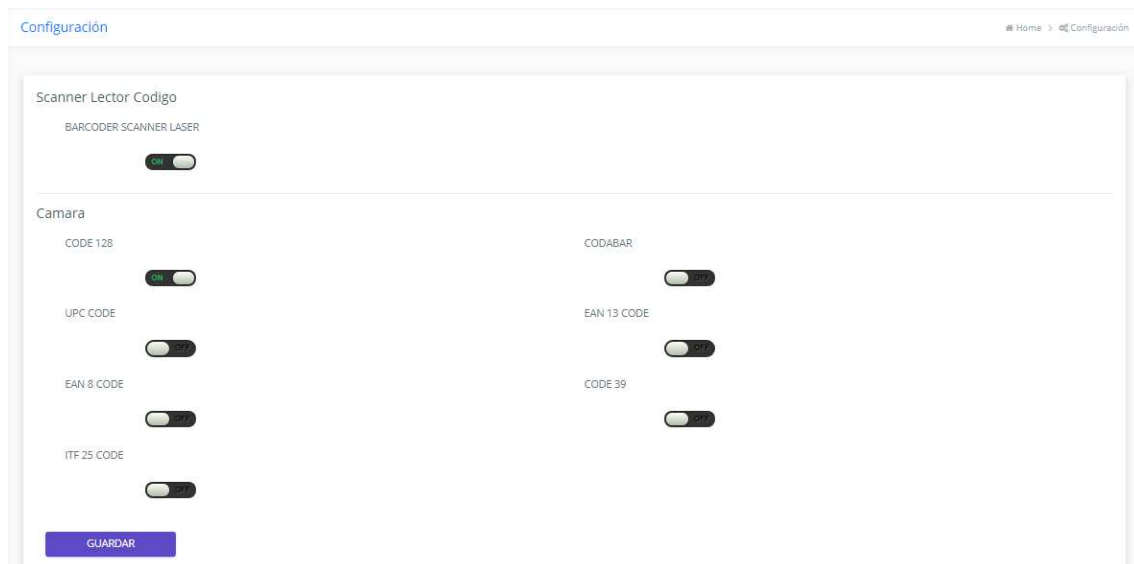 Configuración
Home > Configuración
Scanner Lector Codigo
BARCODER SCANNER LASER
ON
Camara
CODE 128
CODABAR
ON
OFF
UPC CODE
EAN 13 CODE
OFF
OFF
EAN 8 CODE
CODE 39
OFF
OFF
ITF 25 CODE
OFF
GUARDAR